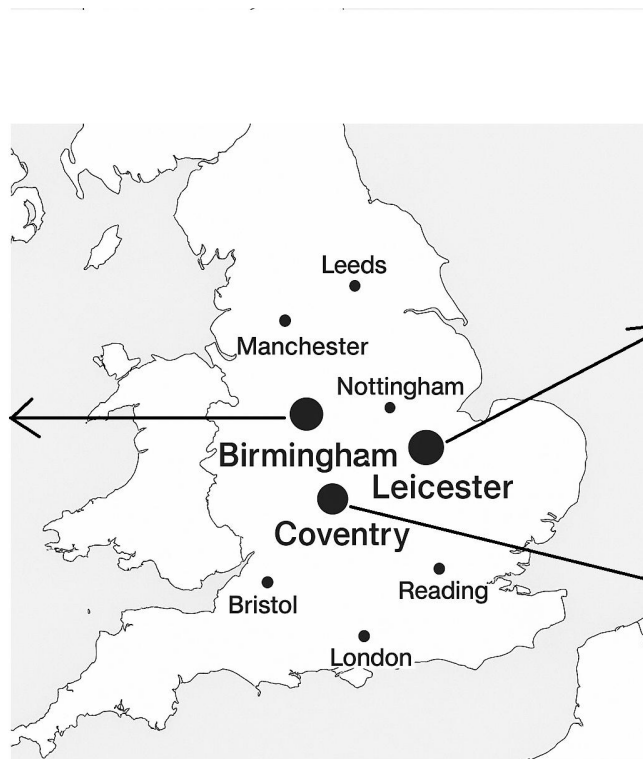 Leeds
Manchester
Nottingham
Birmingham
Leicester
Coventry
Reading
Bristol
London